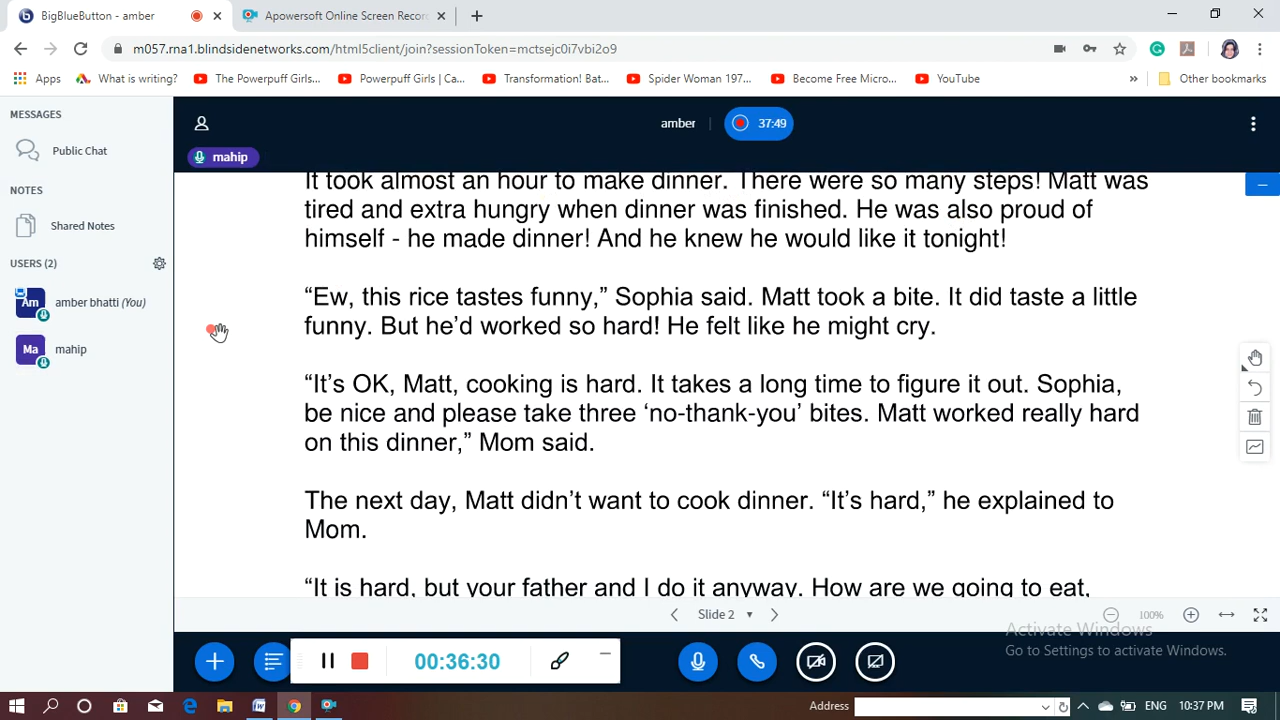 BigBlueButton - amber
Apowersoft Online Screen Recor
m057.rna1.blindsidenetworks.com/html5client/join?sessionToken=mctsejc0i7vbi2o9
Apps
What is writing?
The Powerpuff Girls...
Powerpuff Girls | Ca...
Transformation! Bat...
Spider Woman 197...
Become Free Micro...
YouTube
»
Other bookmarks
MESSAGES
Public Chat
NOTES
Shared Notes
USERS (2)
Am
amber bhatti (You)
Ma
mahip
amber
37:49
mahip
It took almost an hour to make dinner. There were so many steps! Matt was
tired and extra hungry when dinner was finished. He was also proud of
himself - he made dinner! And he knew he would like it tonight!
“Ew, this rice tastes funny,” Sophia said. Matt took a bite. It did taste a little
funny. But he’d worked so hard! He felt like he might cry.
“It’s OK, Matt, cooking is hard. It takes a long time to figure it out. Sophia,
be nice and please take three ‘no-thank-you’ bites. Matt worked really hard
on this dinner,” Mom said.
The next day, Matt didn’t want to cook dinner. “It’s hard,” he explained to
Mom.
“It is hard, but your father and I do it anyway. How are we going to eat,
Slide 2
100%
Activate Windows
Go to Settings to activate Windows.
00:36:30
Address
ENG
10:37 PM